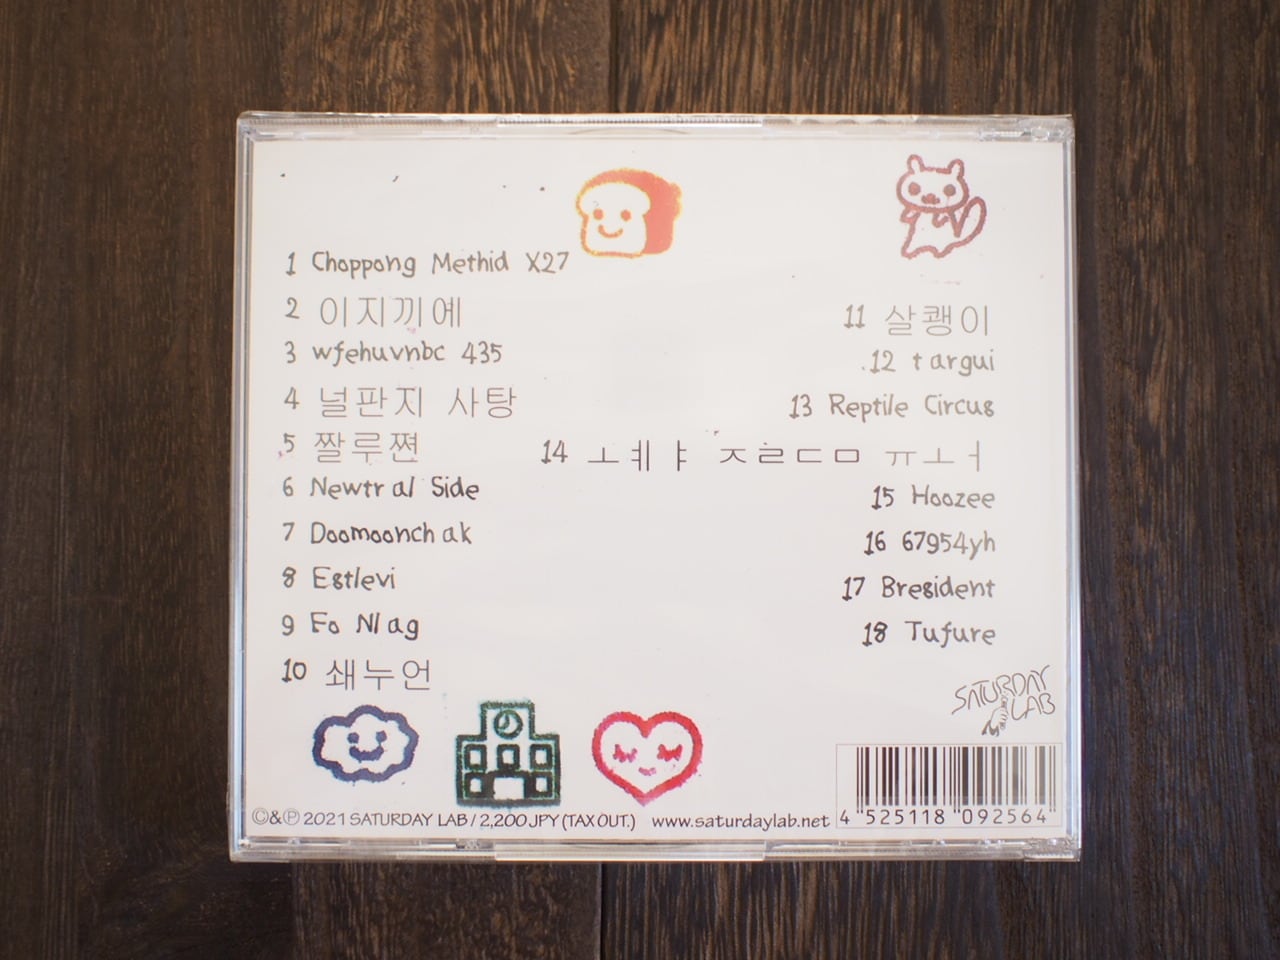 1 Choppong Methid X27
2 이지끼예
3 wfehuvnbc 435
4 널판지 사탕
5 짤루쪈
6 Newtral Side
7 Doomoonchak
8 Estlevi
9 Fo Nlag
10 쇄누언
11 살쾡이
12 targui
13 Reptile Circus
14 ㅗㅖㅑ ㅈㄹㄷㅁ ㅠㅗㅓ
15 Hoozee
16 67954yh
17 Bresident
18 Tufure
SATURDAY
LAB
©&℗ 2021 SATURDAY LAB / 2,200 JPY (TAX OUT.) www.saturdaylab.net
4 525118 092564